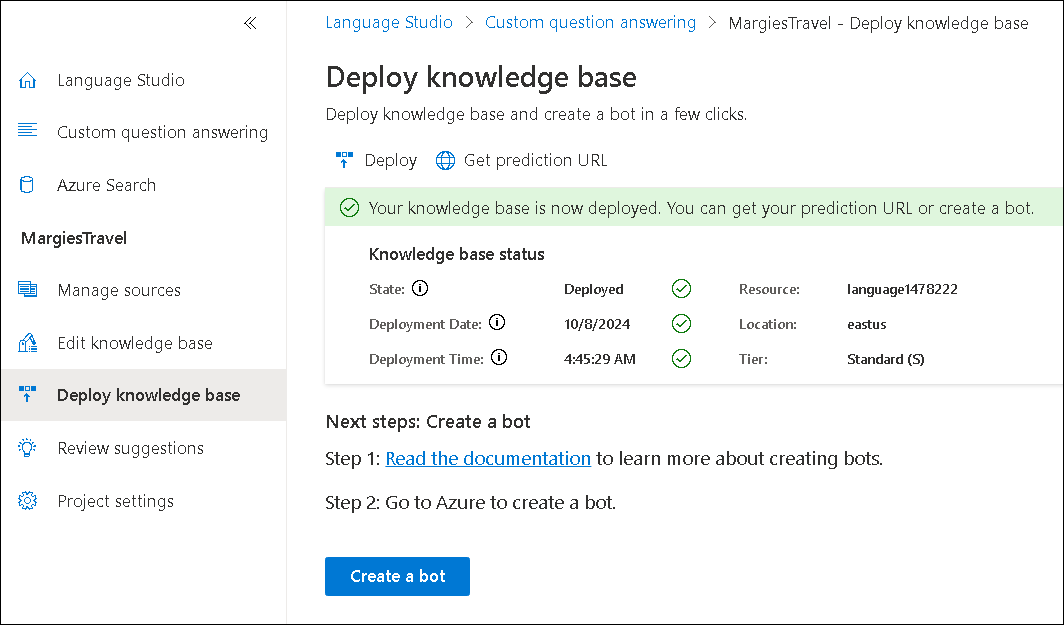 Language Studio > Custom question answering > MargiesTravel - Deploy knowledge base
Language Studio
Custom question answering
Azure Search
MargiesTravel
Manage sources
Edit knowledge base
Deploy knowledge base
Review suggestions
Project settings
Deploy knowledge base
Deploy knowledge base and create a bot in a few clicks.
Deploy Get prediction URL
Your knowledge base is now deployed. You can get your prediction URL or create a bot.
Knowledge base status
State: Deployed Resource: language1478222
Deployment Date: 10/8/2024 Location: eastus
Deployment Time: 4:45:29 AM Tier: Standard (S)
Next steps: Create a bot
Step 1: Read the documentation to learn more about creating bots.
Step 2: Go to Azure to create a bot.
Create a bot